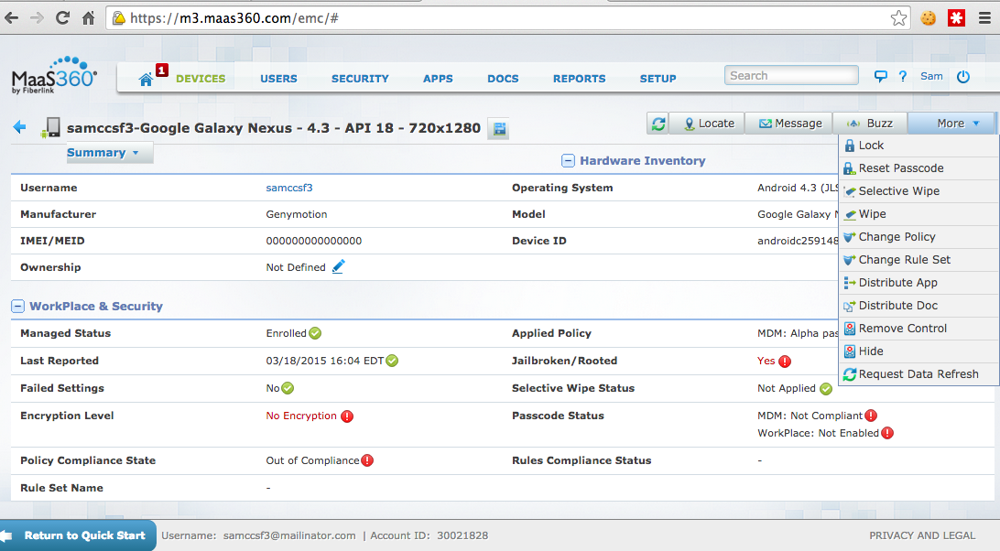 https://m3.maas360.com/emc/#
MaaS360
by Fiberlink
1
DEVICES USERS SECURITY APPS DOCS REPORTS SETUP Search ? Sam
samccsf3-Google Galaxy Nexus - 4.3 - API 18 - 720x1280 Locate Message Buzz More
Summary
Lock
Reset Passcode
Selective Wipe
Wipe
Change Policy
Change Rule Set
Distribute App
Distribute Doc
Remove Control
Hide
Request Data Refresh
Hardware Inventory
Username samccsf3 Operating System Android 4.3 (JLS
Manufacturer Genymotion Model Google Galaxy
IMEI/MEID 000000000000000 Device ID androidc259148
Ownership Not Defined
WorkPlace & Security
Managed Status Enrolled Applied Policy MDM: Alpha pas
Last Reported 03/18/2015 16:04 EDT Jailbroken/Rooted Yes
Failed Settings No Selective Wipe Status Not Applied
Encryption Level No Encryption Passcode Status MDM: Not Compliant
WorkPlace: Not Enabled
Policy Compliance State Out of Compliance Rules Compliance Status -
Rule Set Name -
Return to Quick Start Username: samccsf3@mailinator.com | Account ID: 30021828 PRIVACY AND LEGAL